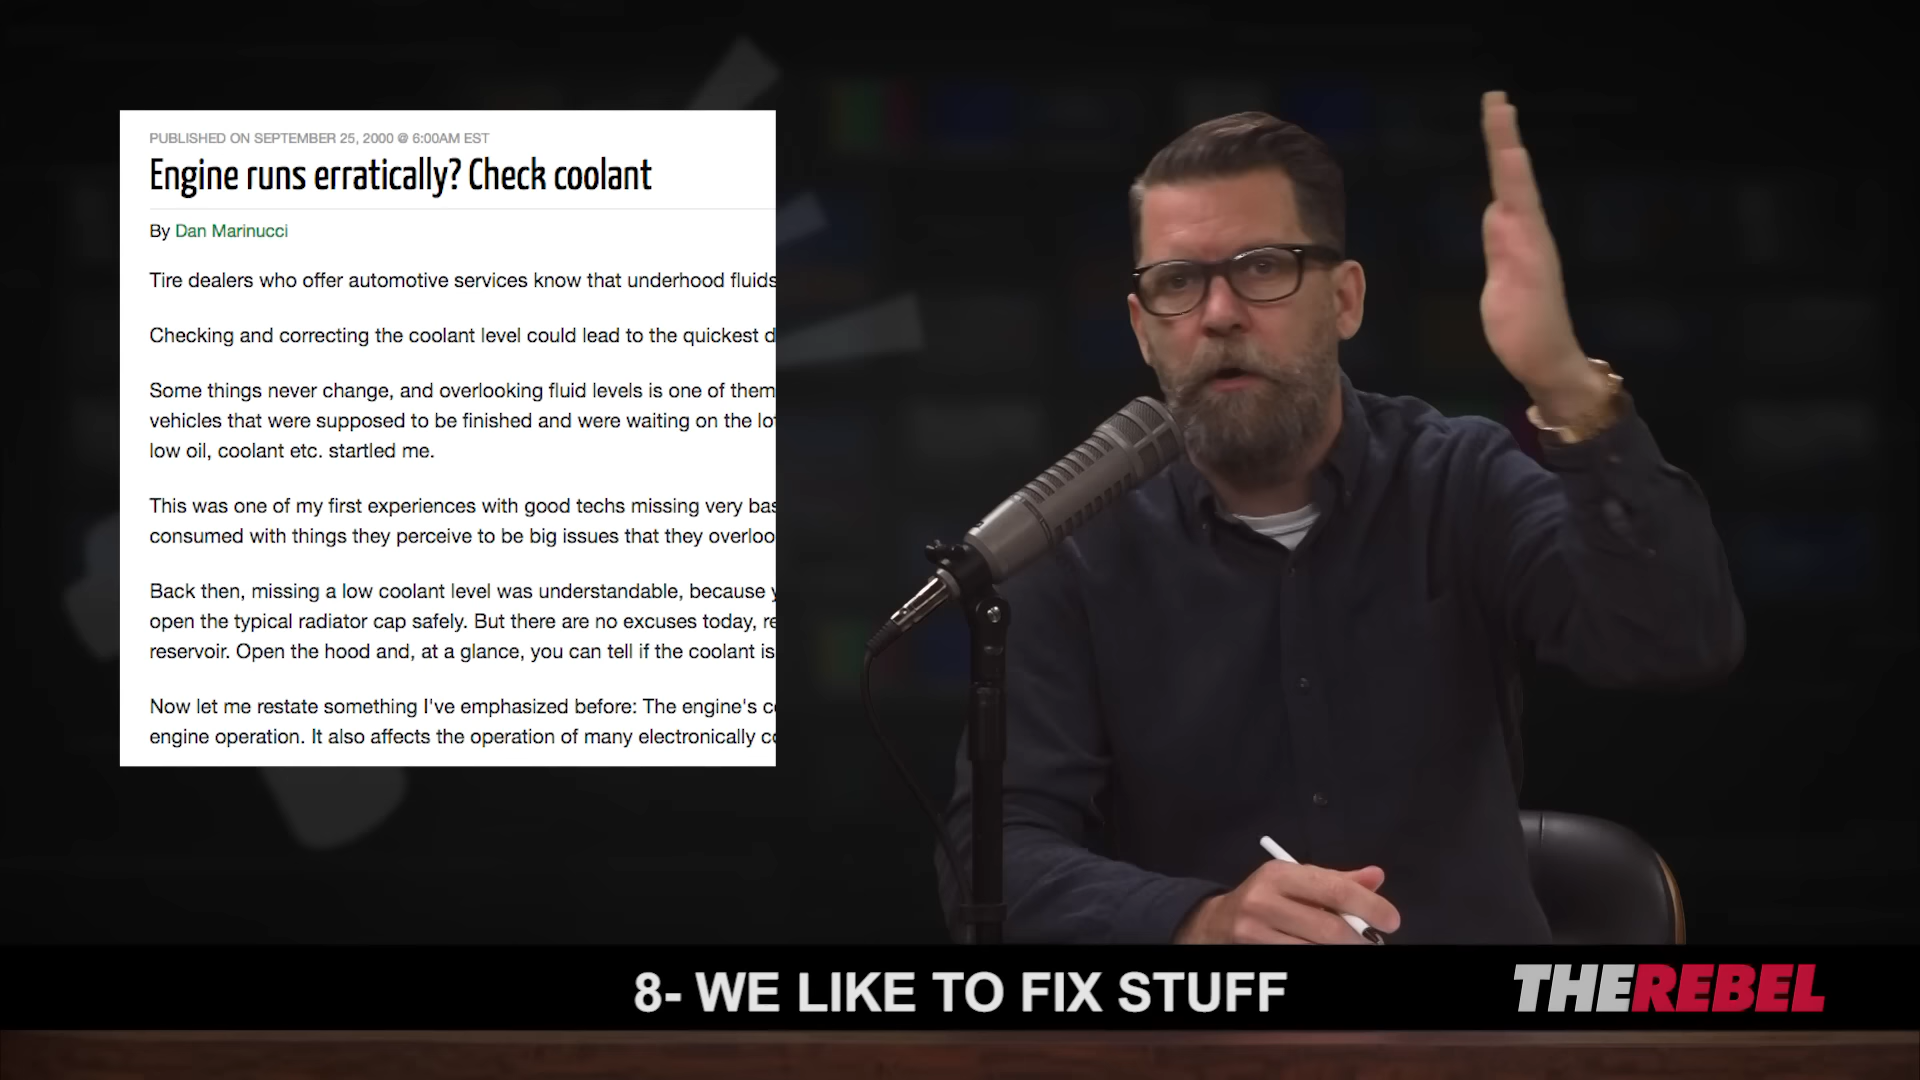 PUBLISHED ON SEPTEMBER 25, 2000 @ 6:00AM EST
Engine runs erratically? Check coolant
By Dan Marinucci
Tire dealers who offer automotive services know that underhood fluids
Checking and correcting the coolant level could lead to the quickest
Some things never change, and overlooking fluid levels is one of them
vehicles that were supposed to be finished and were waiting on the
low oil, coolant etc. startled me.
This was one of my first experiences with good techs missing very
consumed with things they perceive to be big issues that they
Back then, missing a low coolant level was understandable, because
open the typical radiator cap safely. But there are no excuses today,
reservoir. Open the hood and, at a glance, you can tell if the coolant is
Now let me restate something I've emphasized before: The engine's
engine operation. It also affects the operation of many electronically
8- WE LIKE TO FIX STUFF
THEREBEL